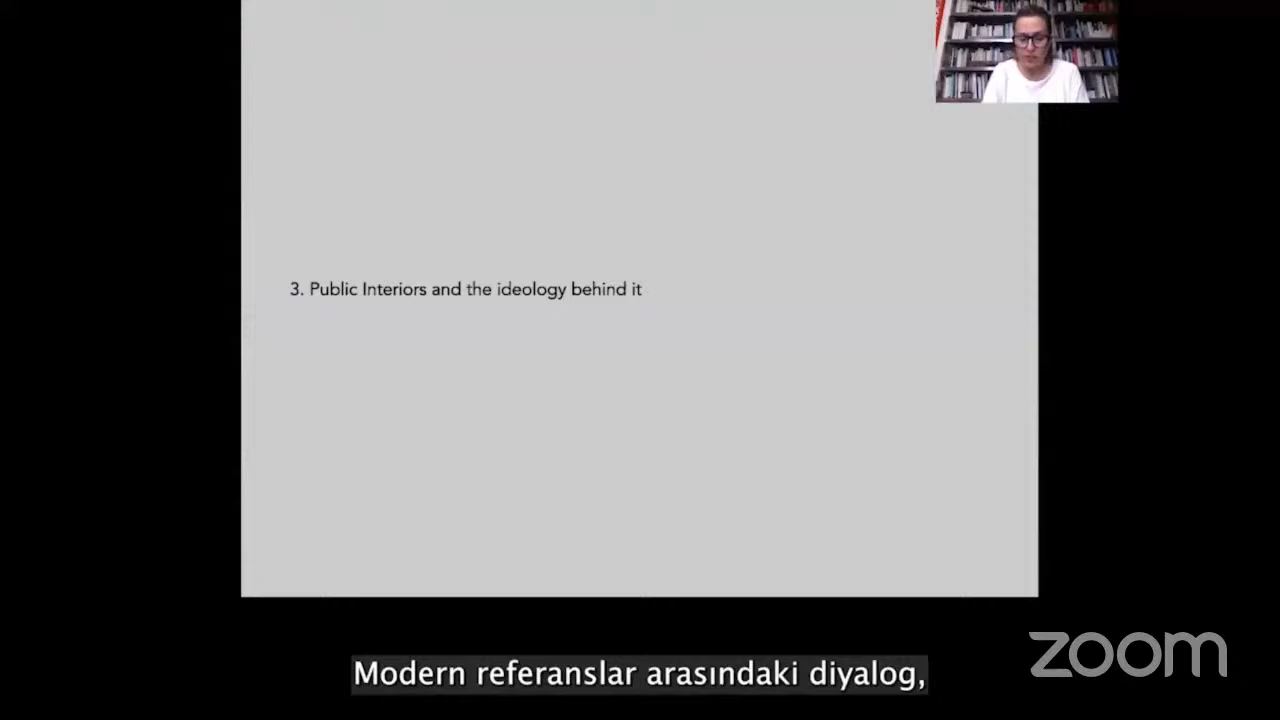 3. Public Interiors and the ideology behind it
zoom
Modern referanslar arasındaki diyalog,